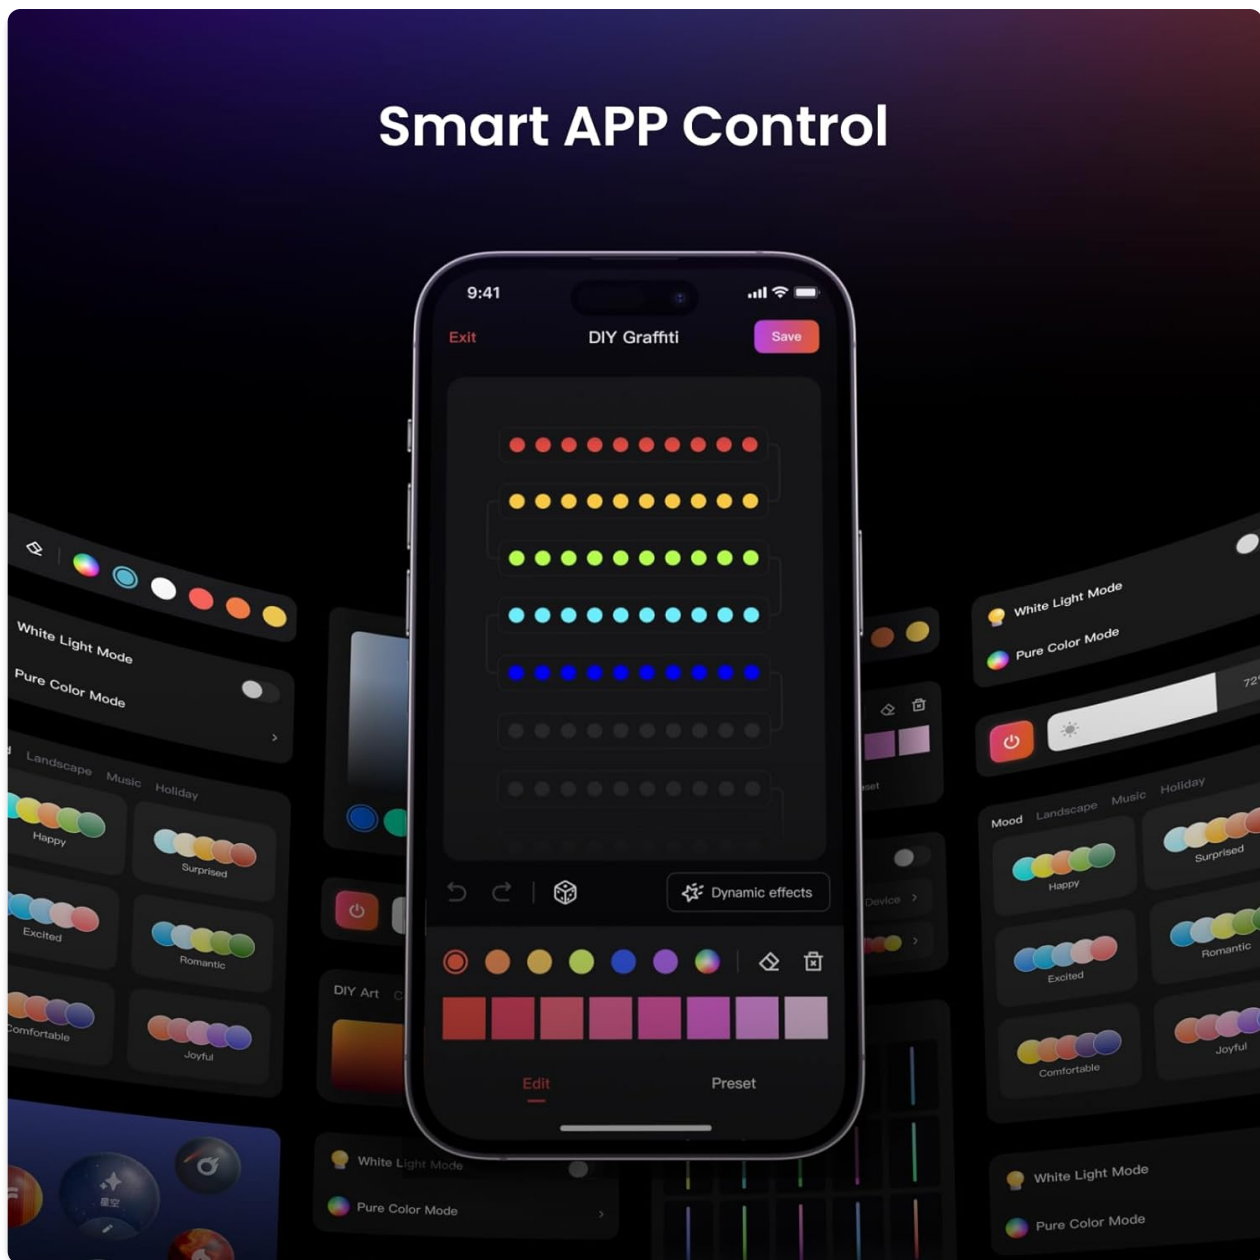 Smart APP Control
9:41
Exit
DIY Graffiti
Save
Dynamic effects
Edit
Preset
White Light Mode
Pure Color Mode
Landscape
Music
Holiday
Happy
Surprised
Excited
Romantic
Comfortable
Joyful
星空
DIY Art
White Light Mode
Pure Color Mode
Device
White Light Mode
Pure Color Mode
Mood
Landscape
Music
Holiday
Happy
Surprised
Excited
Romantic
Comfortable
Joyful
White Light Mode
Pure Color Mode